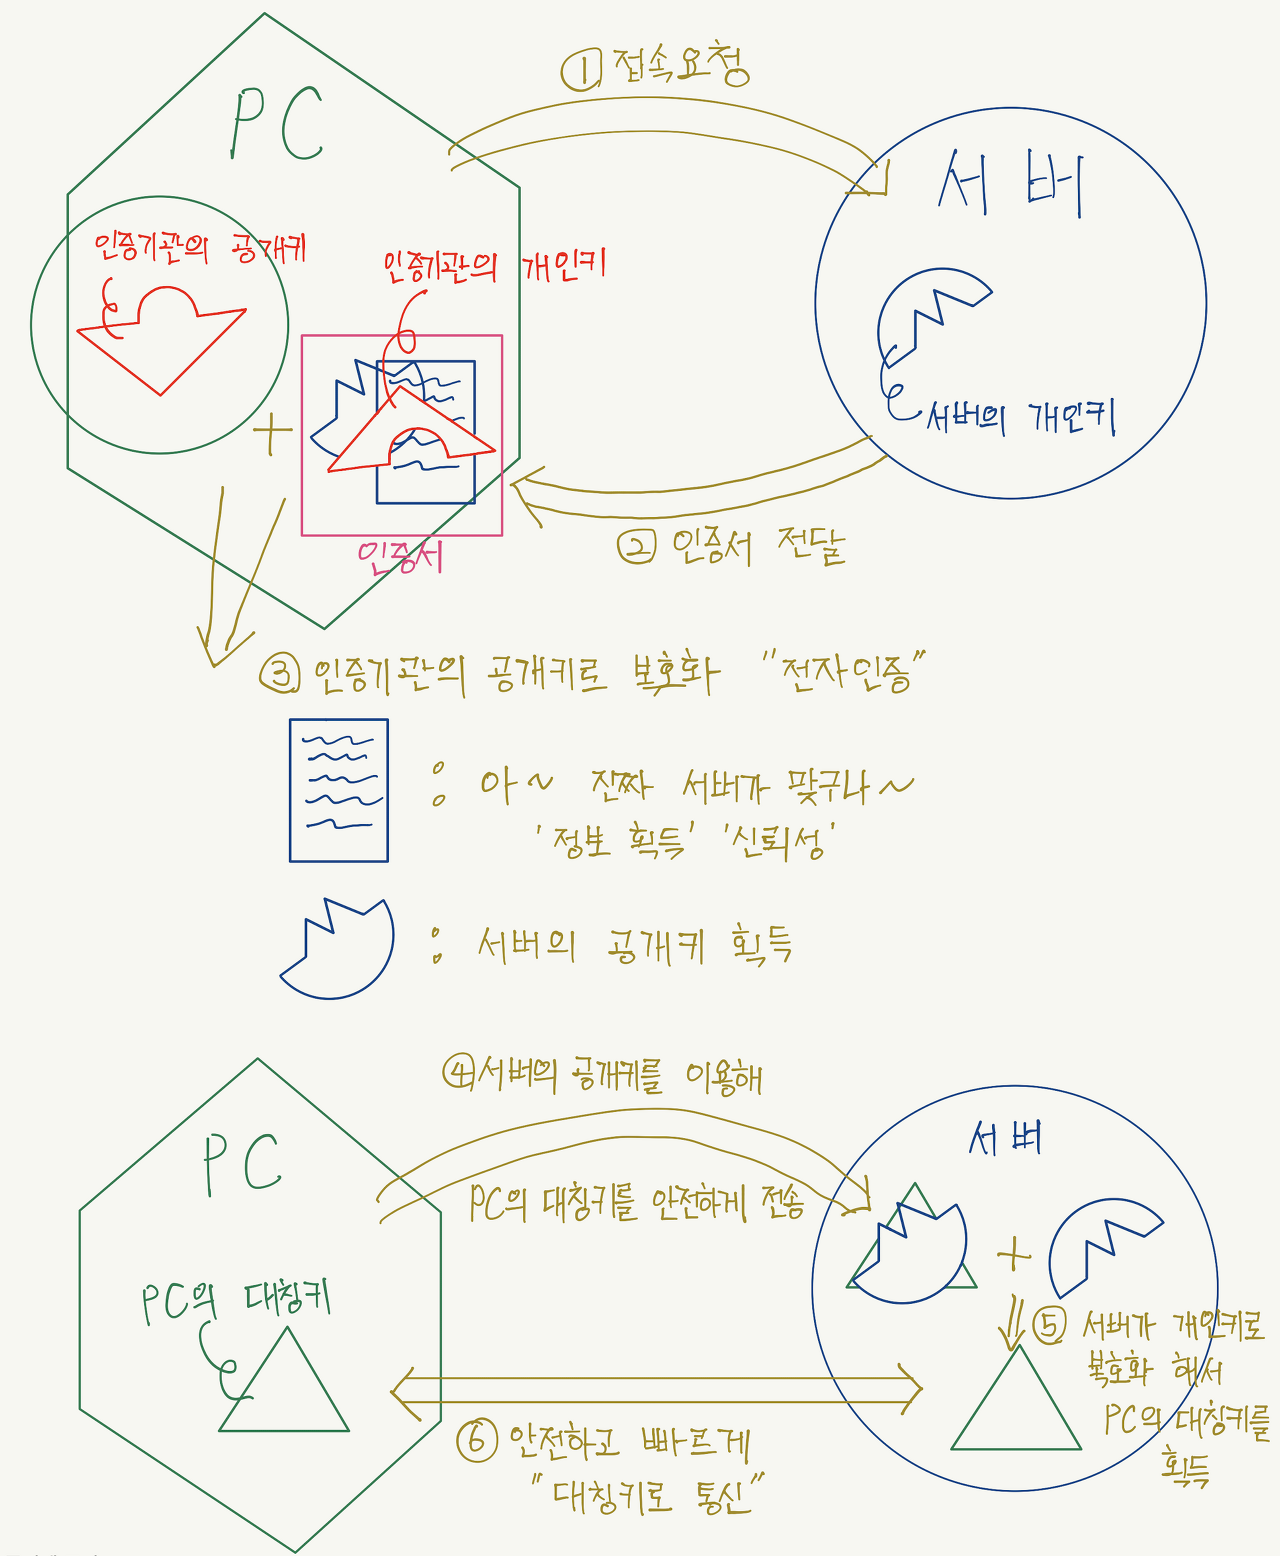 ① 접속요청
PC
서버
인증기관의 공개키
인증기관의 개인키
+
서버의 개인키
② 인증서 전달
인증서
③ 인증기관의 공개키로 복호화 "전자인증"
: 아~ 진짜 서버가 맞구나~
'정보 획득' '신뢰성'
: 서버의 공개키 획득
④ 서버의 공개키를 이용해
PC의 대칭키를 안전하게 전송
PC
서버
+
PC의 대칭키
⑤ 서버가 개인키로
복호화 해서
PC의 대칭키를
획득
⑥ 안전하고 빠르게
"대칭키로 통신"